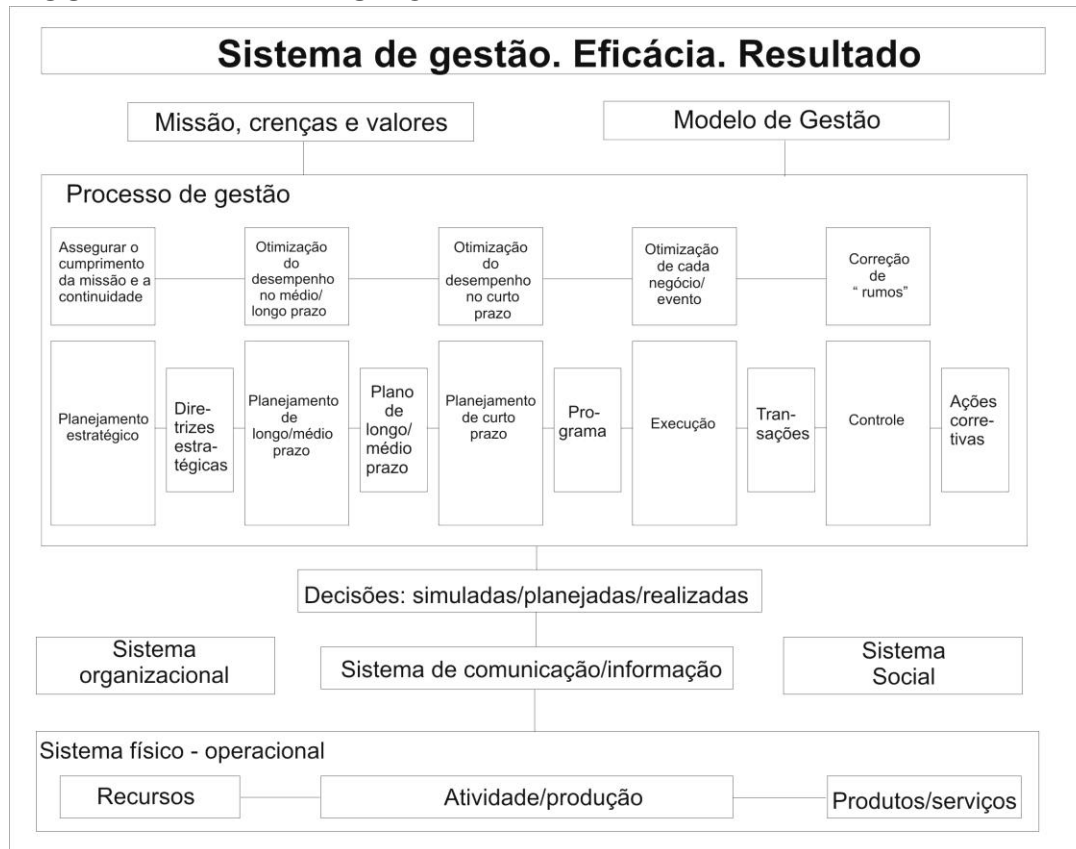 Sistema de gestão. Eficácia. Resultado
Missão, crenças e valores
Modelo de Gestão
Processo de gestão
Assegurar o
cumprimento
da missão e a
continuidade
Otimização
do
desempenho
no médio/
longo prazo
Otimização
do
desempenho
no curto
prazo
Otimização
de cada
negócio/
evento
Correção
de
“ rumos”
Planejamento
estratégico
Dire-
trizes
estra-
tégicas
Planejamento
de
longo/médio
prazo
Plano
de
longo/
médio
prazo
Planejamento
de curto
prazo
Pro-
grama
Execução
Tran-
sações
Controle
Ações
corre-
tivas
Decisões: simuladas/planejadas/realizadas
Sistema
organizacional
Sistema de comunicação/informação
Sistema
Social
Sistema físico - operacional
Recursos
Atividade/produção
Produtos/serviços